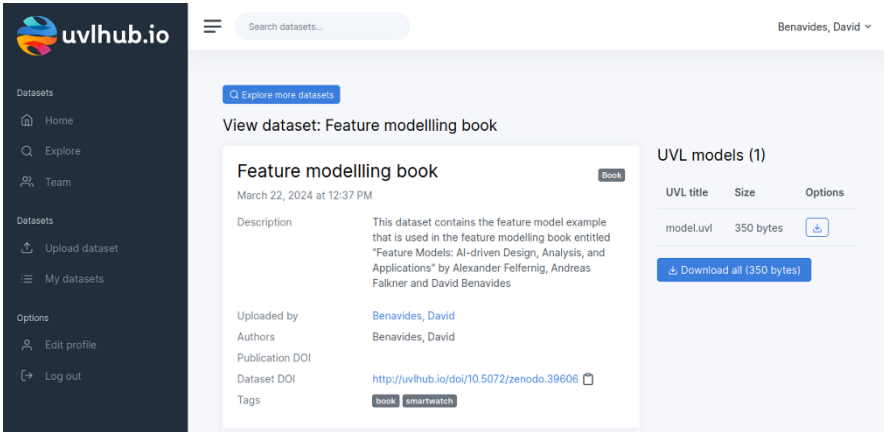 uvlhub.io
Search datasets...
Benavides, David
Datasets
Home
Explore
Team
Datasets
Upload dataset
My datasets
Options
Edit profile
Log out
Explore more datasets
View dataset: Feature modellling book
Feature modellling book
Book
March 22, 2024 at 12:37 PM
Description
This dataset contains the feature model example
that is used in the feature modelling book entitled
"Feature Models: AI-driven Design, Analysis, and
Applications" by Alexander Felfernig, Andreas
Falkner and David Benavides
Uploaded by Benavides, David
Authors Benavides, David
Publication DOI
Dataset DOI http://uvlhub.io/doi/10.5072/zenodo.39606
Tags book smartwatch
UVL models (1)
UVL title Size Options
model.uvl 350 bytes
Download all (350 bytes)